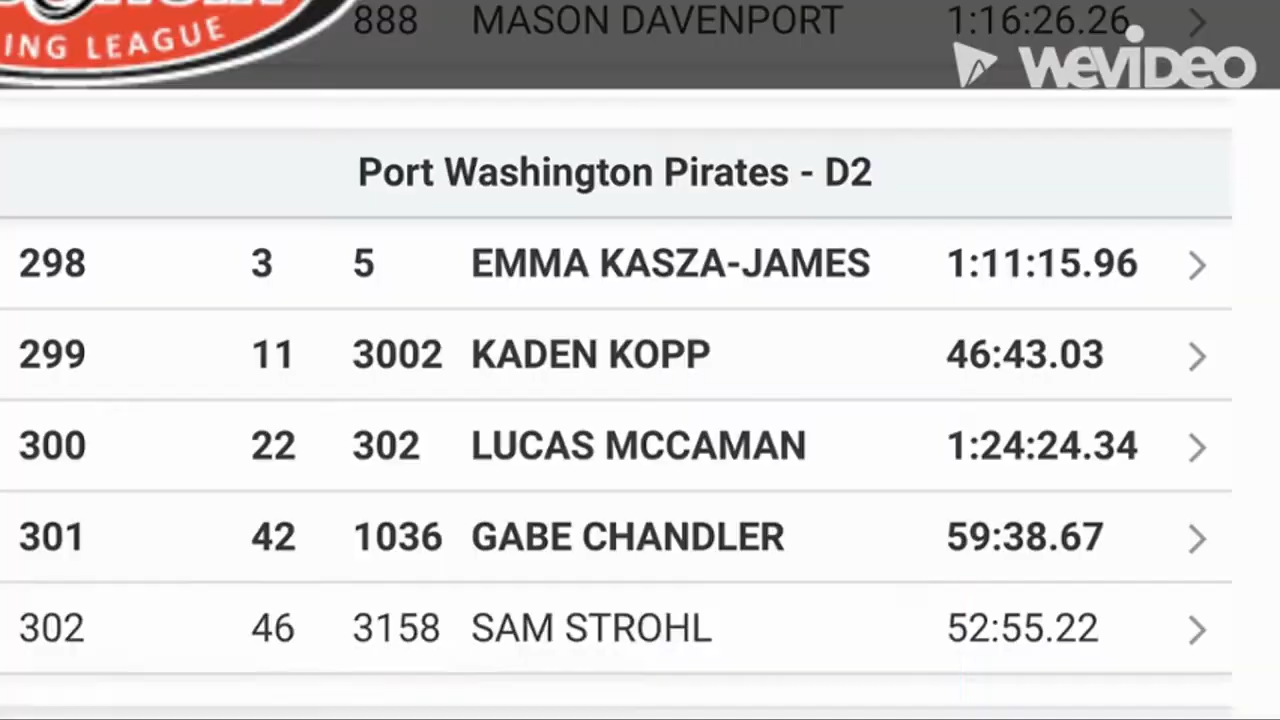 ING LEAGUE
888 MASON DAVENPORT 1:16:26.26
WEVIDEO
Port Washington Pirates - D2
298 3 5 EMMA KASZA-JAMES 1:11:15.96
299 11 3002 KADEN KOPP 46:43.03
300 22 302 LUCAS MCCAMAN 1:24:24.34
301 42 1036 GABE CHANDLER 59:38.67
302 46 3158 SAM STROHL 52:55.22